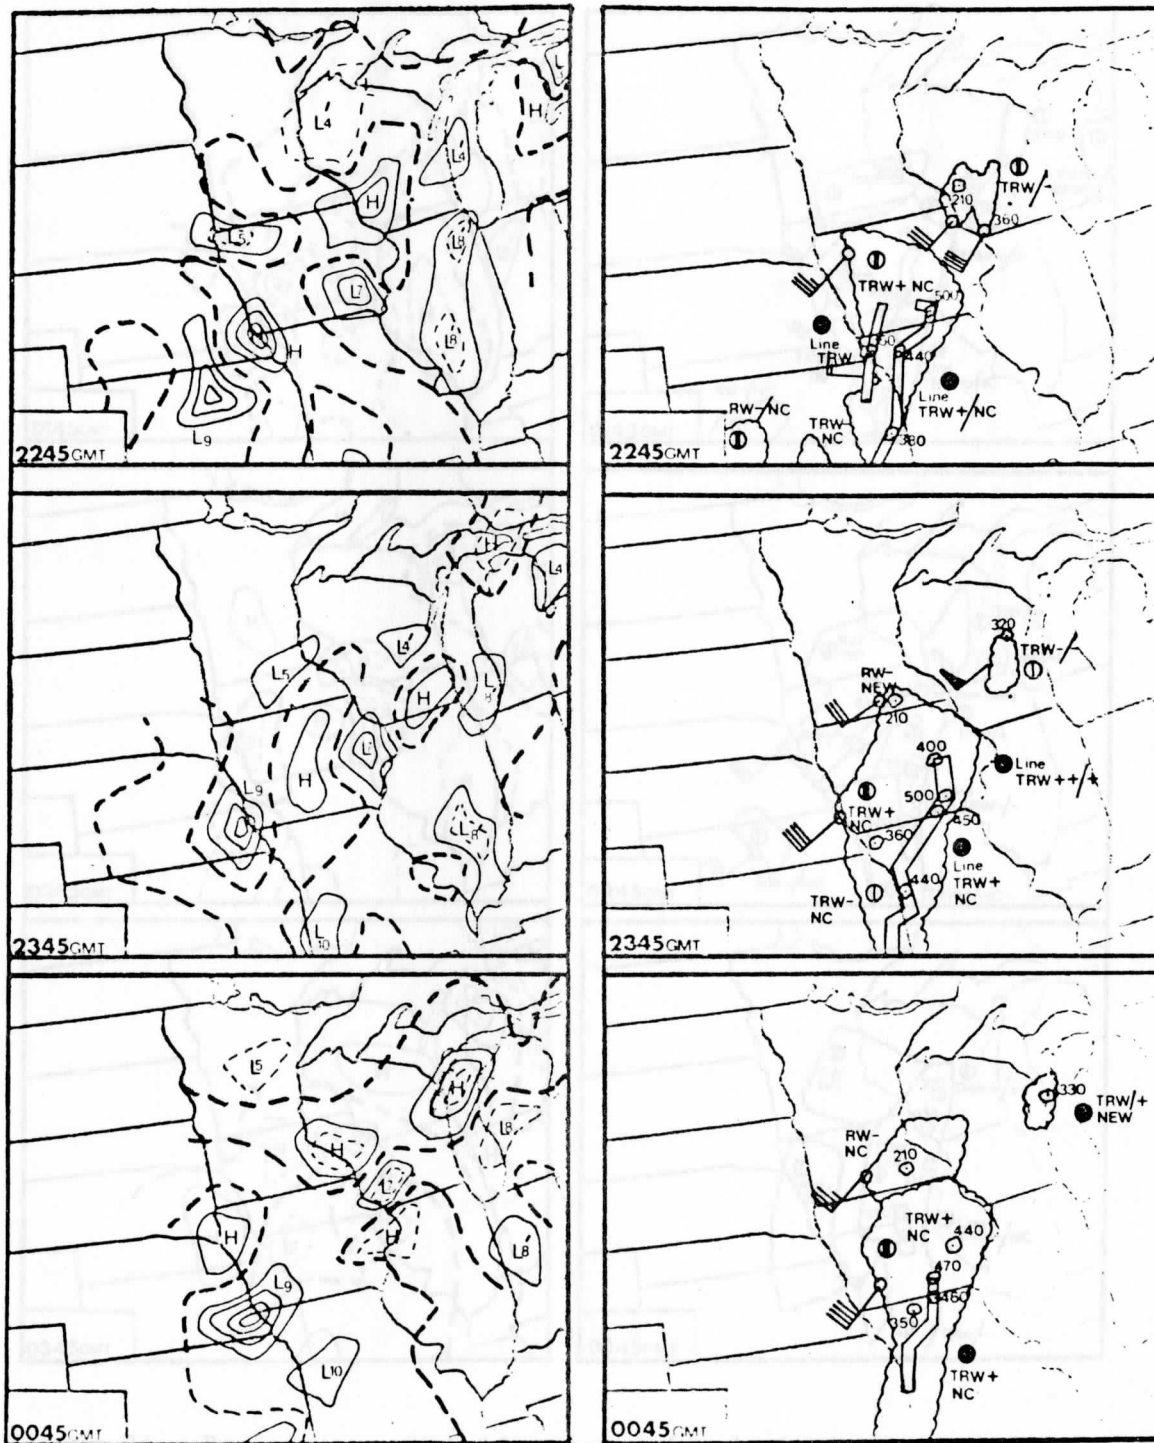 L4
L
H
L4
H
L5
L8
L7
L8
H
L9
2245GMT
210
TRW/-
360
TRW+ NC
500
Line
TRW
440
Line
TRW+/
NC
RW-NC
TRW-
NC
380
2245GMT
H
L4
L4
L5
H
L8
L7
H
L9
L8
L10
2345GMT
320
TRW-/-
RW-
NEW
210
400
Line
TRW++/+
500
TRW+
NC
450
360
Line
TRW+
NC
440
TRW-
NC
2345GMT
L5
L8
H
L7
H
H
L8
L9
L10
0045GMT
330
TRW/+
NEW
RW-
NC
210
TRW+
NC
440
470
350
TRW+
NC
0045GMT